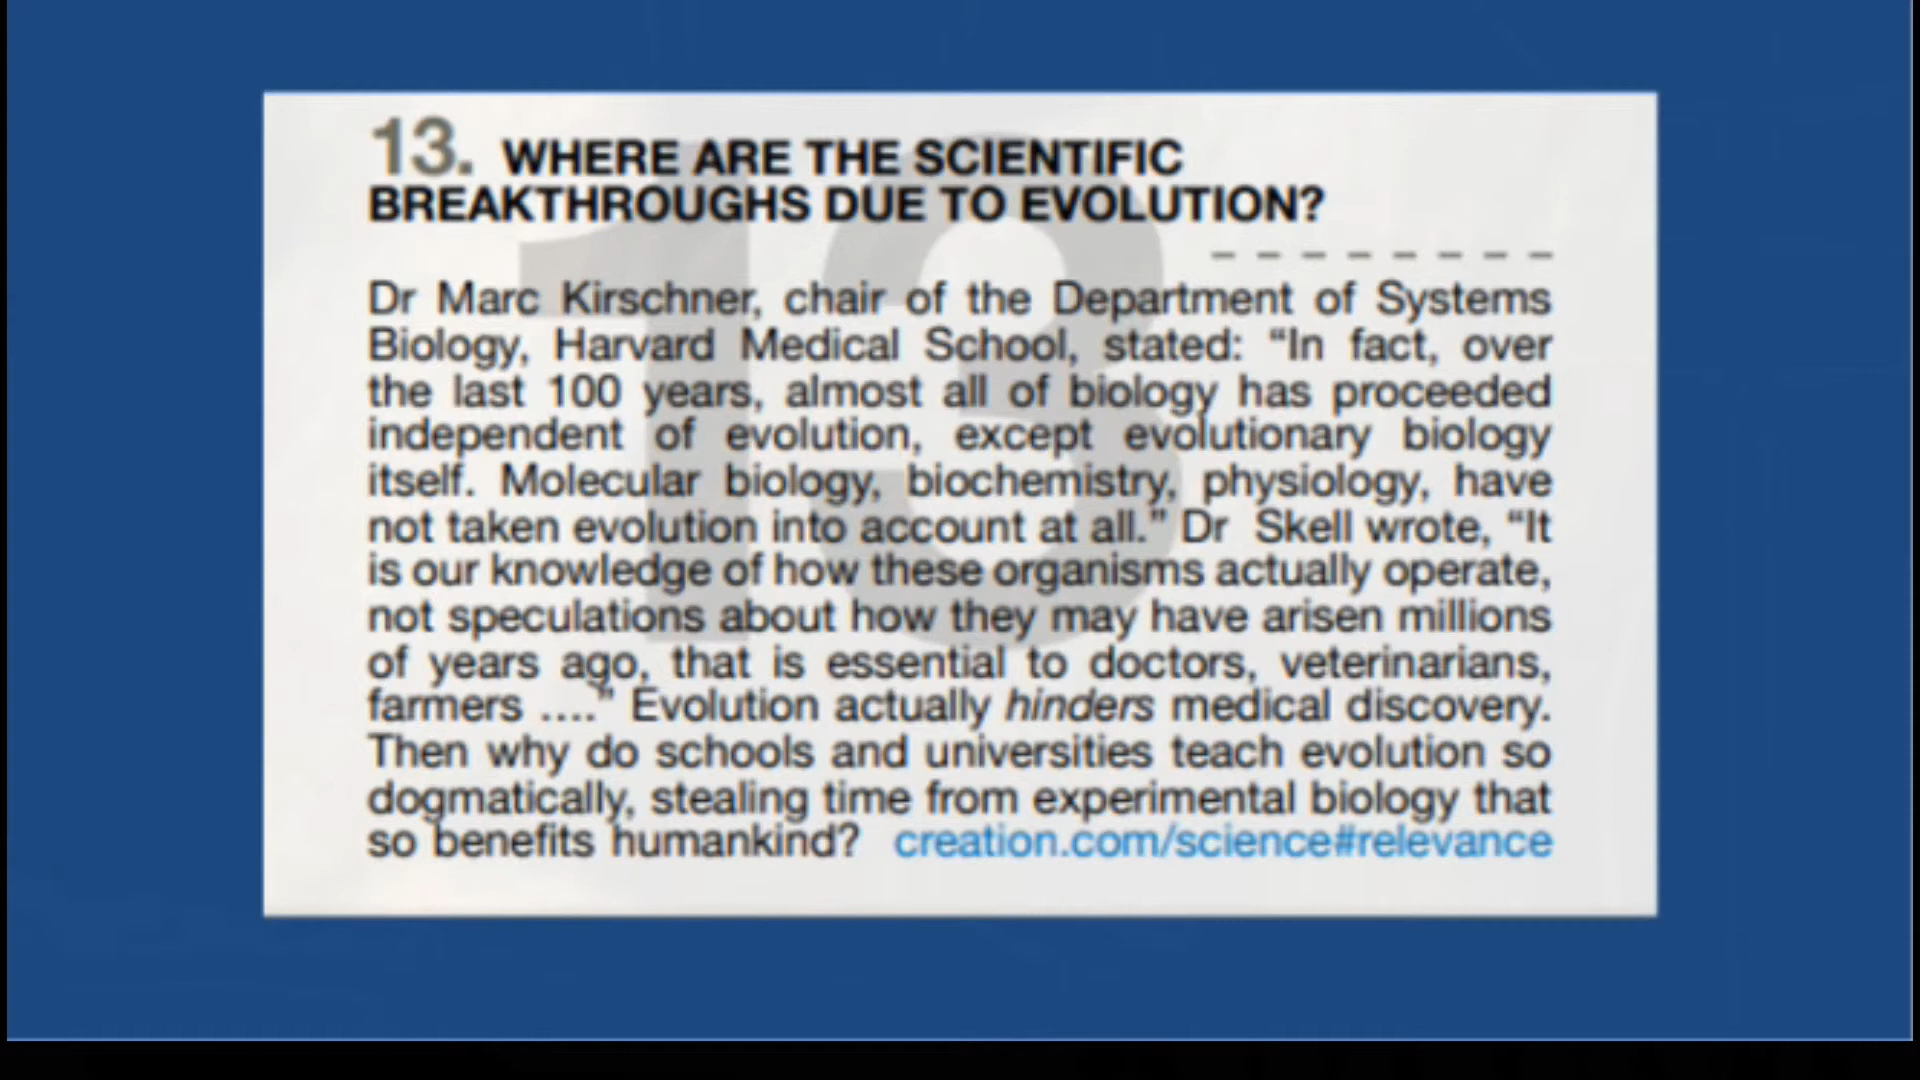 13. WHERE ARE THE SCIENTIFIC
BREAKTHROUGHS DUE TO EVOLUTION?
Dr Marc Kirschner, chair of the Department of Systems
Biology, Harvard Medical School, stated: “In fact, over
the last 100 years, almost all of biology has proceeded
independent of evolution, except evolutionary biology
itself. Molecular biology, biochemistry, physiology, have
not taken evolution into account at all.” Dr Skell wrote, “It
is our knowledge of how these organisms actually operate,
not speculations about how they may have arisen millions
of years ago, that is essential to doctors, veterinarians,
farmers ....” Evolution actually hinders medical discovery.
Then why do schools and universities teach evolution so
dogmatically, stealing time from experimental biology that
so benefits humankind? creation.com/science#relevance
13